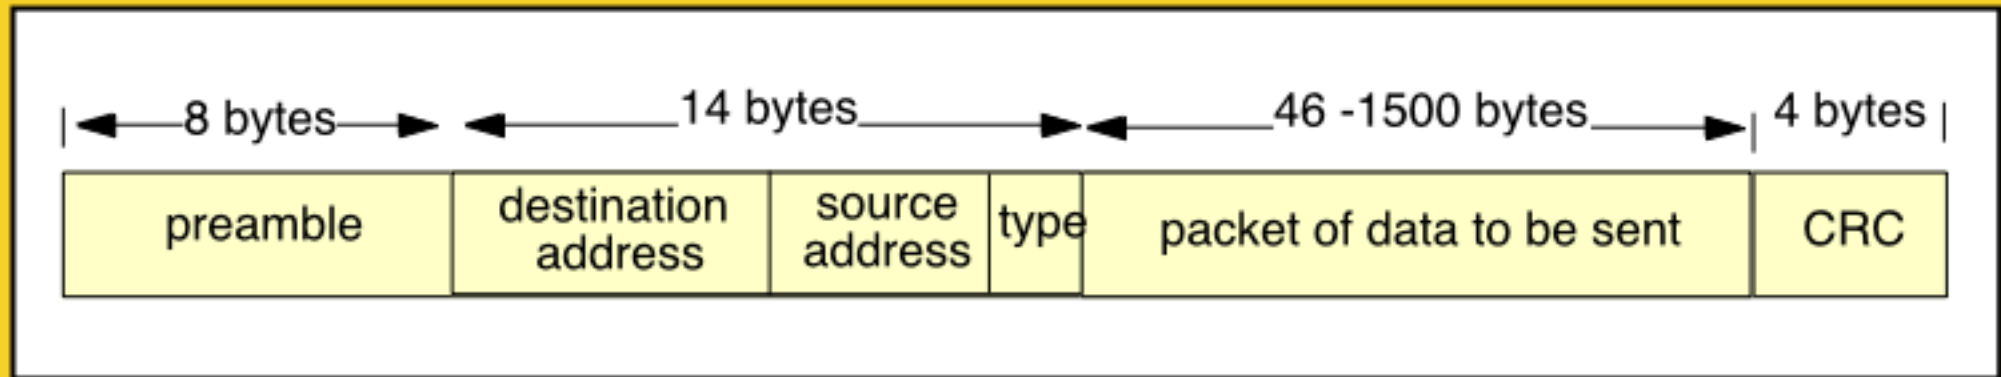 8 bytes
14 bytes
46 -1500 bytes
4 bytes
preamble
destination
address
source
address
type
packet of data to be sent
CRC